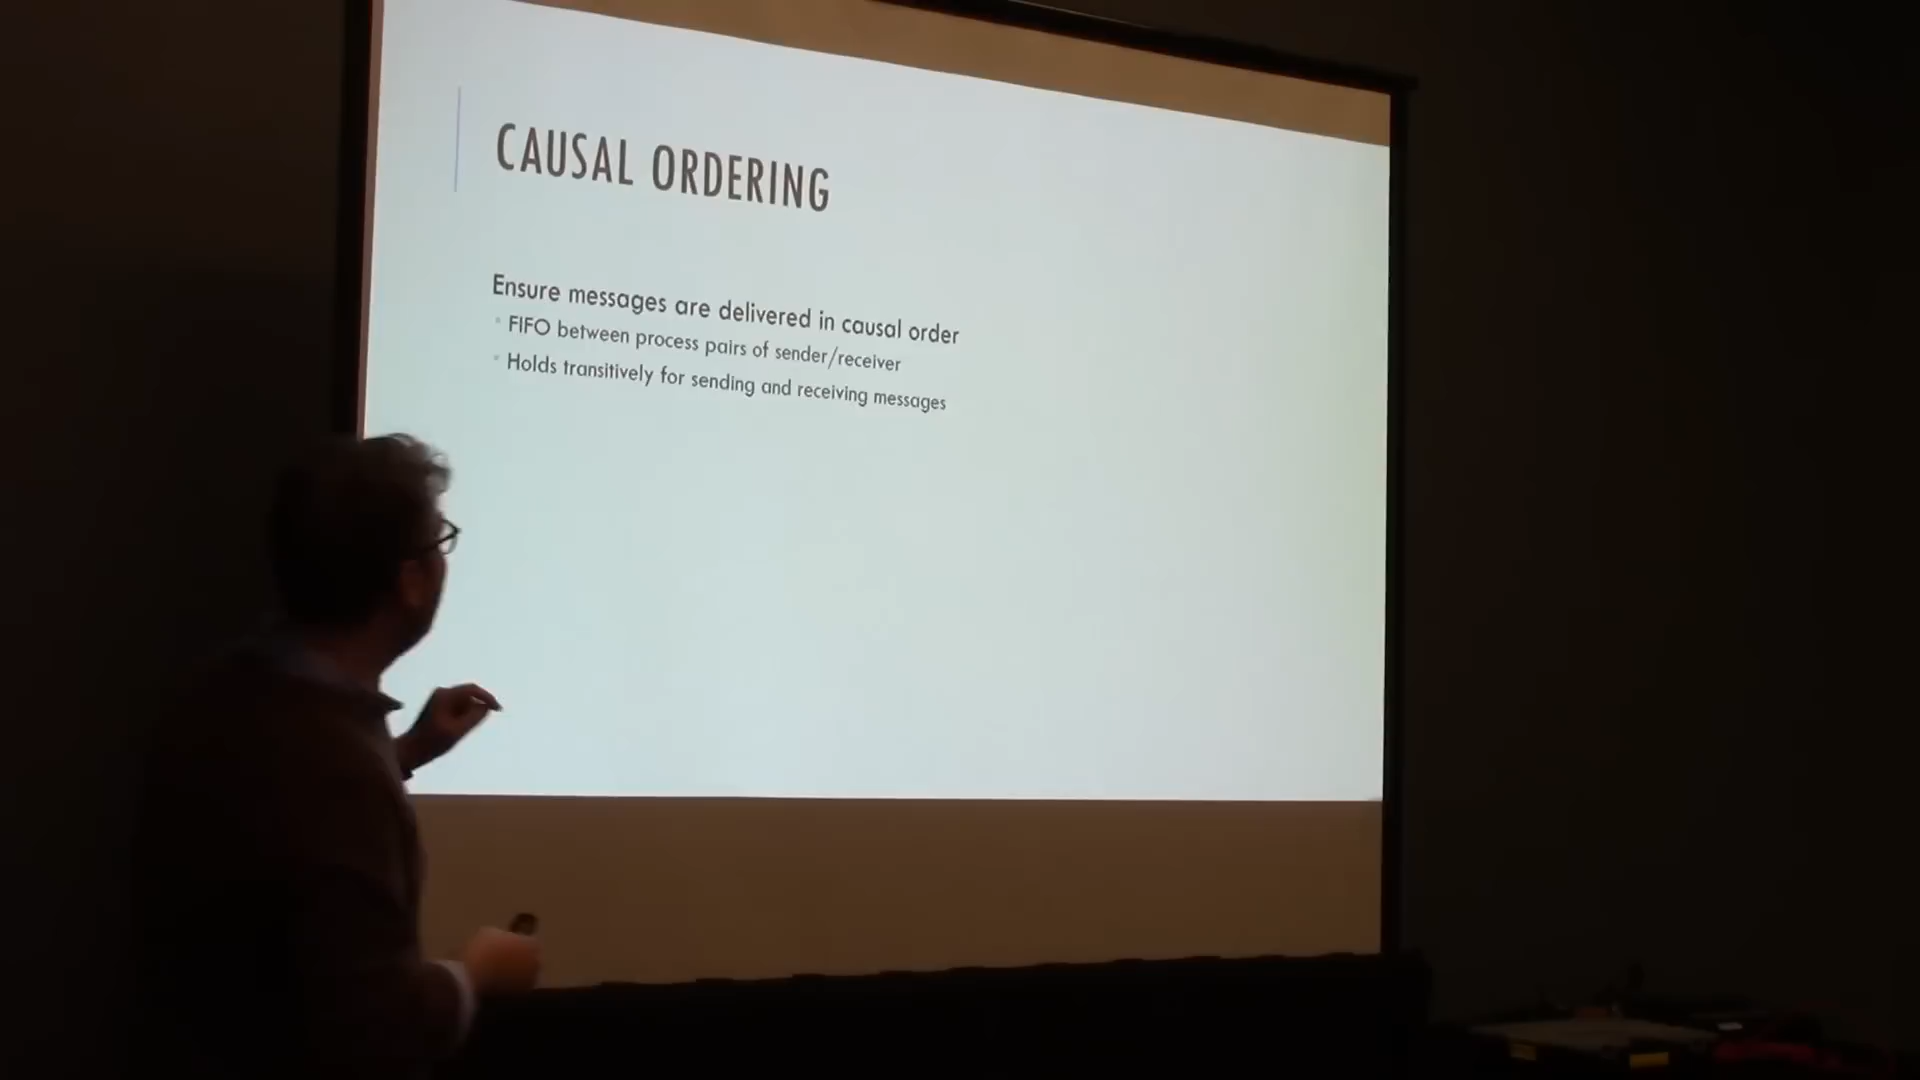 CAUSAL ORDERING
Ensure messages are delivered in causal order
FIFO between process pairs of sender/receiver
Holds transitively for sending and receiving messages